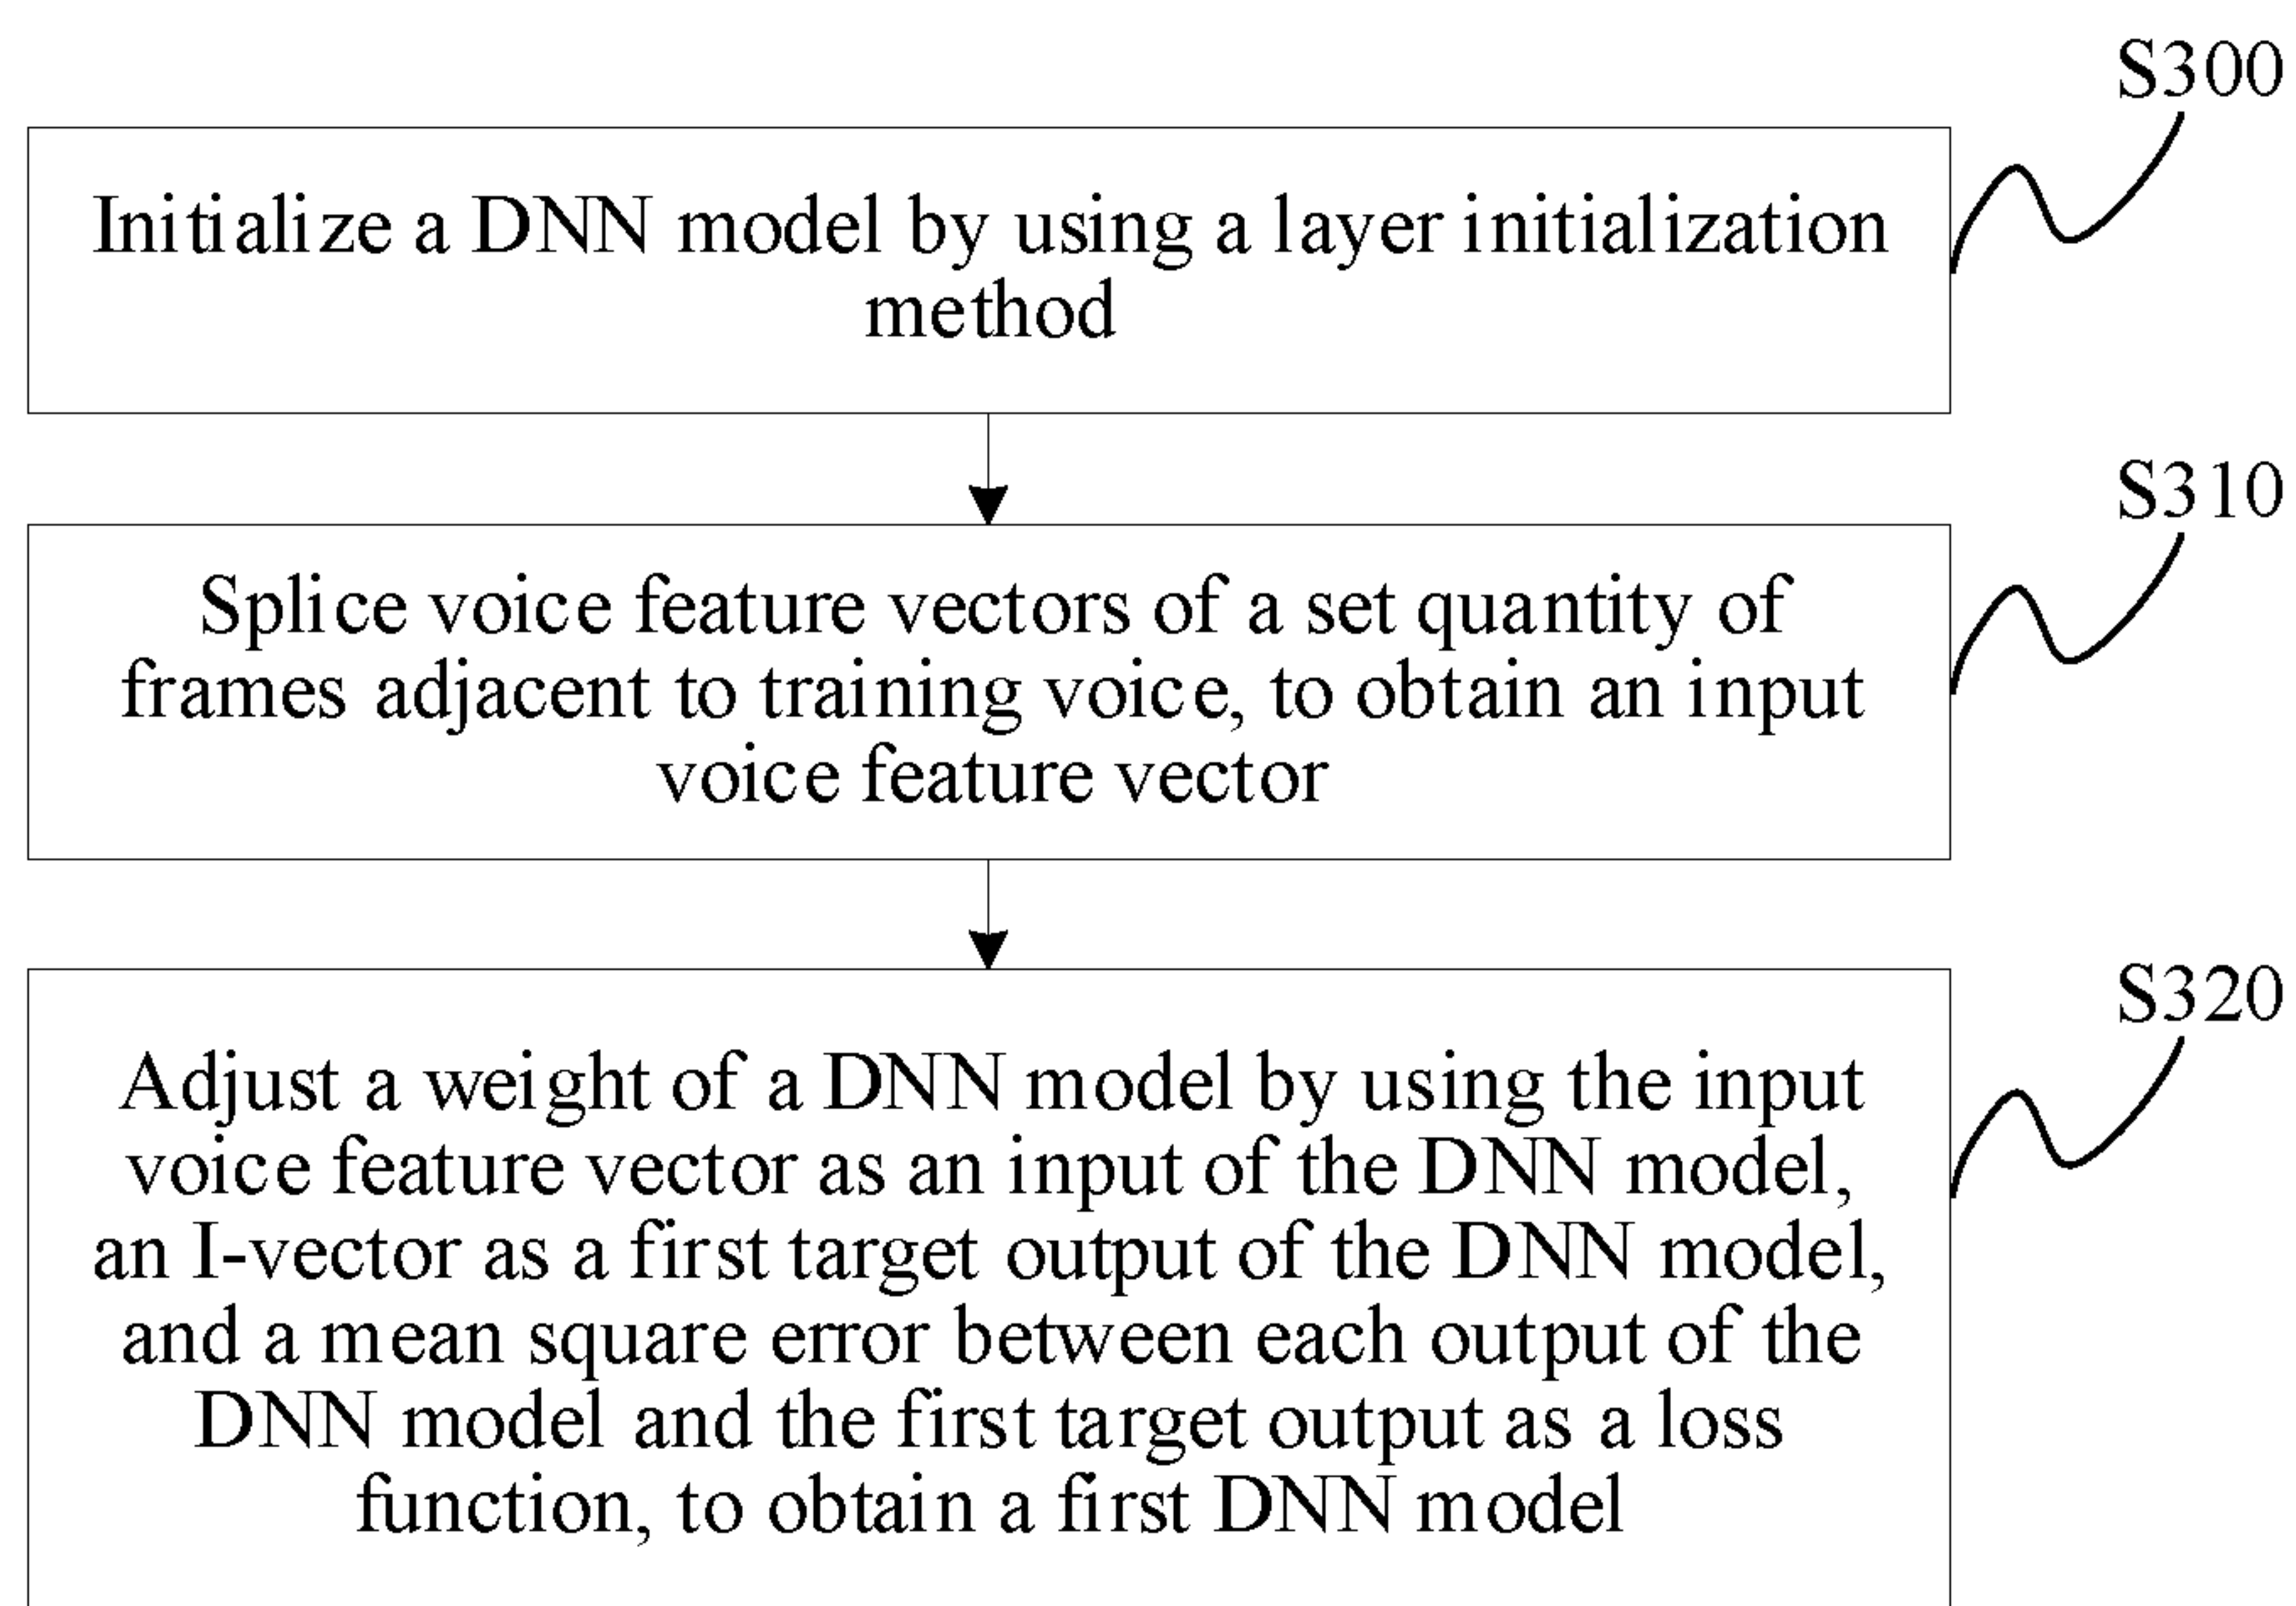 S300
Initialize a DNN model by using a layer initialization
method
S310
Splice voice feature vectors of a set quantity of
frames adjacent to training voice, to obtain an input
voice feature vector
S320
Adjust a weight of a DNN model by using the input
voice feature vector as an input of the DNN model,
an I-vector as a first target output of the DNN model,
and a mean square error between each output of the
DNN model and the first target output as a loss
function, to obtain a first DNN model